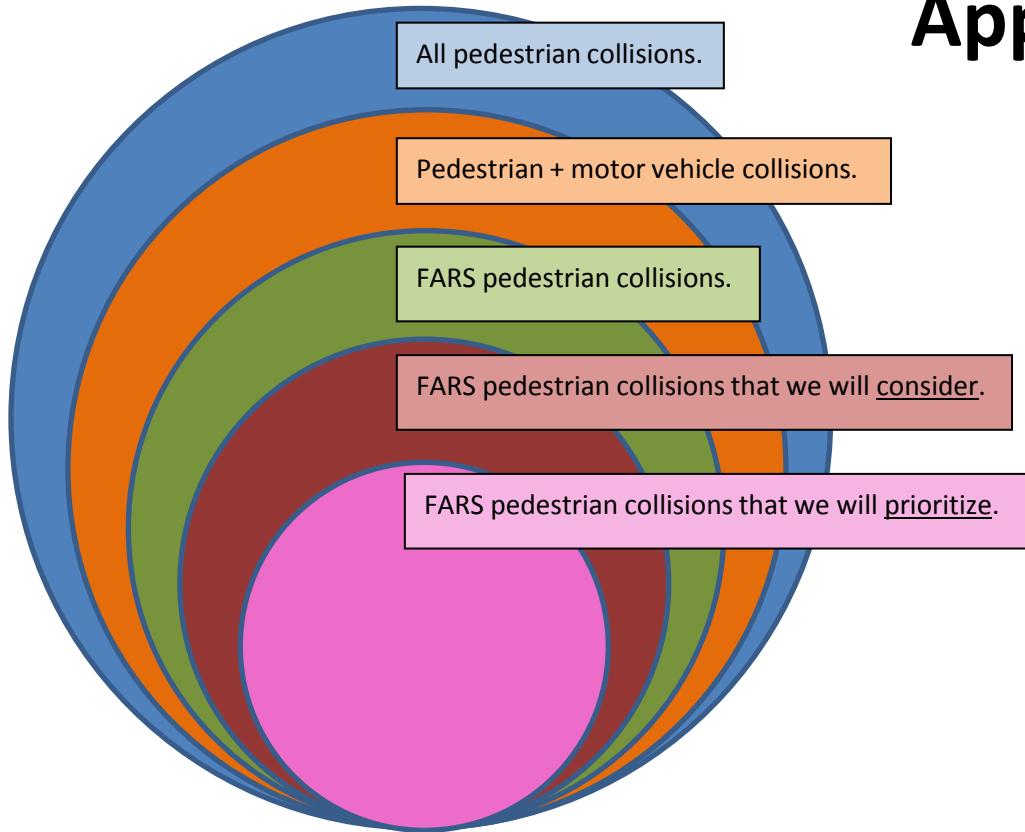 App
All pedestrian collisions.
Pedestrian + motor vehicle collisions.
FARS pedestrian collisions.
FARS pedestrian collisions that we will consider.
FARS pedestrian collisions that we will prioritize.